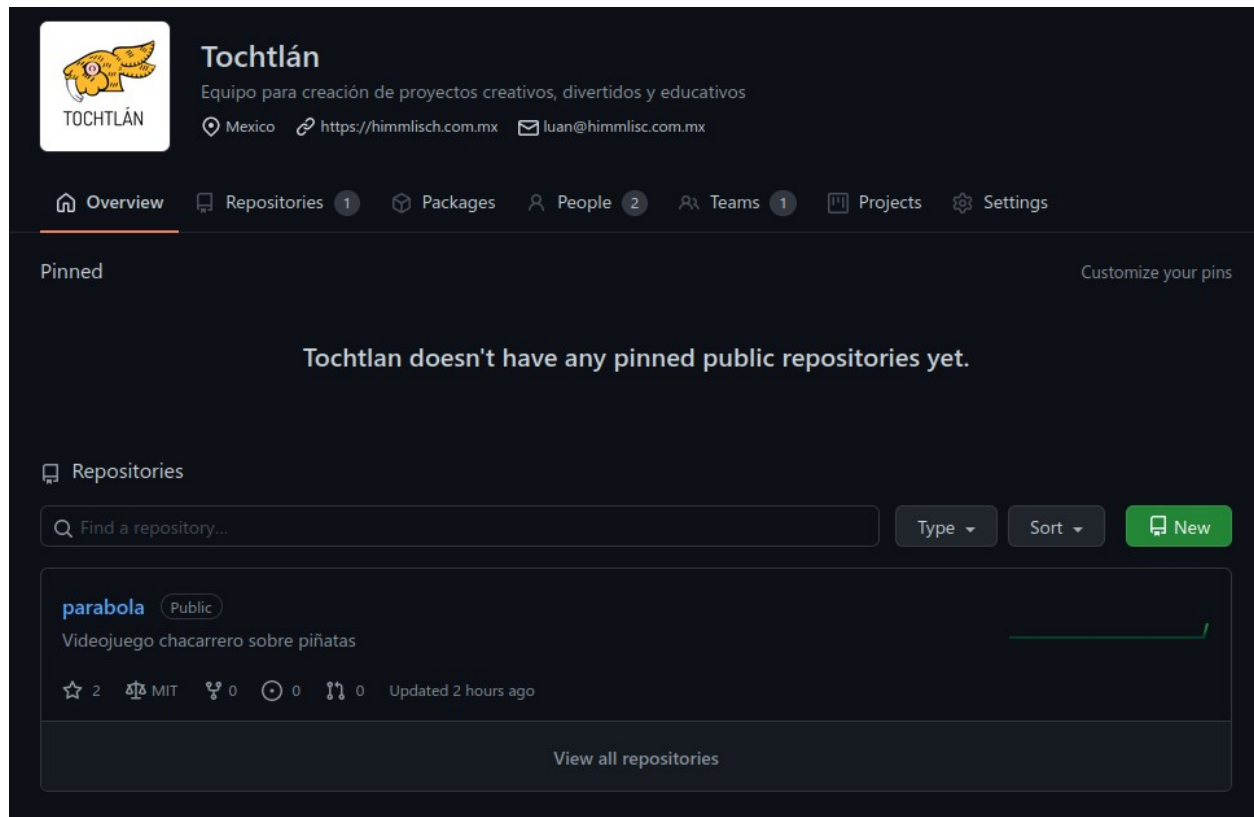 TOCHTLÁN
Tochtlán
Equipo para creación de proyectos creativos, divertidos y educativos
Mexico https://himmlisch.com.mx luan@himmlisc.com.mx
Overview Repositories 1 Packages People 2 Teams 1 Projects Settings
Pinned Customize your pins
Tochtlan doesn't have any pinned public repositories yet.
Repositories
Find a repository... Type Sort New
parabola Public
Videojuego chacarrero sobre piñatas
2 MIT 0 0 0 Updated 2 hours ago
View all repositories